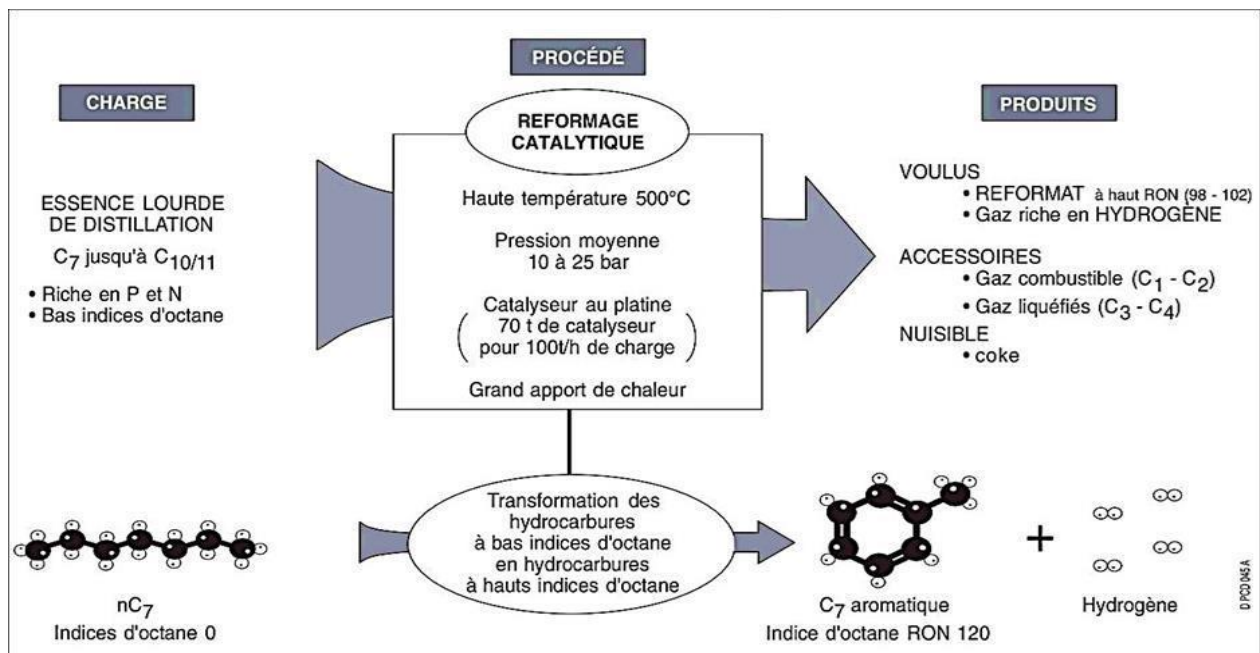 PROCÉDÉ
CHARGE
PRODUITS
REFORMAGE
CATALYTIQUE
ESSENCE LOURDE
DE DISTILLATION
C7 jusqu'à C10/11
• Riche en P et N
• Bas indices d'octane
Haute température 500°C
Pression moyenne
10 à 25 bar
Catalyseur au platine
( 70 t de catalyseur
pour 100t/h de charge )
Grand apport de chaleur
VOULUS
• REFORMAT à haut RON (98 - 102)
• Gaz riche en HYDROGÈNE
ACCESSOIRES
• Gaz combustible (C1 - C2)
• Gaz liquéfiés (C3 - C4)
NUISIBLE
• coke
Transformation des
hydrocarbures
à bas indices d'octane
en hydrocarbures
à hauts indices d'octane
nC7
Indices d'octane 0
C7 aromatique
Indice d'octane RON 120
+
Hydrogène
D PCD 045 A